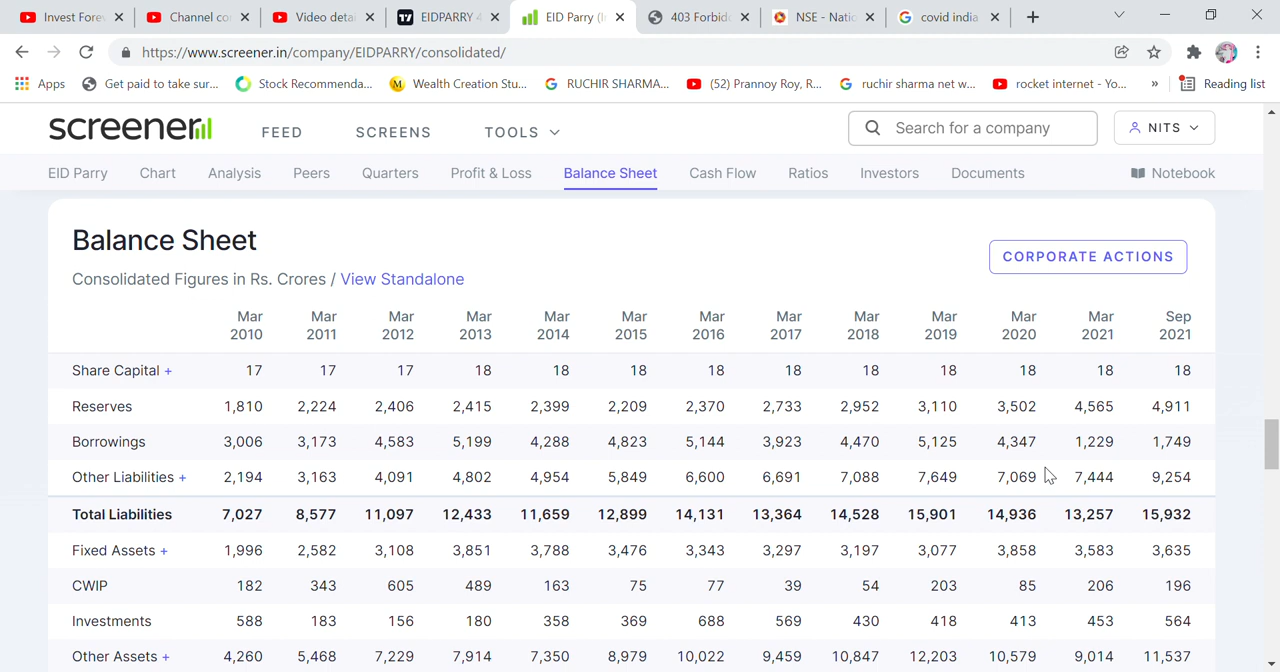 Invest Fore
Channel co
Video deta
EIDPARRY 4
EID Parry (I
403 Forbid
NSE - Natio
covid india
https://www.screener.in/company/EIDPARRY/consolidated/
Apps
Get paid to take sur...
Stock Recommenda...
Wealth Creation Stu...
RUCHIR SHARMA...
(52) Prannoy Roy, R...
ruchir sharma net w...
rocket internet - Yo...
»
Reading list
screener
FEED
SCREENS
TOOLS
Search for a company
NITS
EID Parry
Chart
Analysis
Peers
Quarters
Profit & Loss
Balance Sheet
Cash Flow
Ratios
Investors
Documents
Notebook
Balance Sheet
CORPORATE ACTIONS
Consolidated Figures in Rs. Crores / View Standalone
Mar 2010 Mar 2011 Mar 2012 Mar 2013 Mar 2014 Mar 2015 Mar 2016 Mar 2017 Mar 2018 Mar 2019 Mar 2020 Mar 2021 Sep 2021
Share Capital + 17 17 17 18 18 18 18 18 18 18 18 18 18
Reserves 1,810 2,224 2,406 2,415 2,399 2,209 2,370 2,733 2,952 3,110 3,502 4,565 4,911
Borrowings 3,006 3,173 4,583 5,199 4,288 4,823 5,144 3,923 4,470 5,125 4,347 1,229 1,749
Other Liabilities + 2,194 3,163 4,091 4,802 4,954 5,849 6,600 6,691 7,088 7,649 7,069 7,444 9,254
Total Liabilities 7,027 8,577 11,097 12,433 11,659 12,899 14,131 13,364 14,528 15,901 14,936 13,257 15,932
Fixed Assets + 1,996 2,582 3,108 3,851 3,788 3,476 3,343 3,297 3,197 3,077 3,858 3,583 3,635
CWIP 182 343 605 489 163 75 77 39 54 203 85 206 196
Investments 588 183 156 180 358 369 688 569 430 418 413 453 564
Other Assets + 4,260 5,468 7,229 7,914 7,350 8,979 10,022 9,459 10,847 12,203 10,579 9,014 11,537